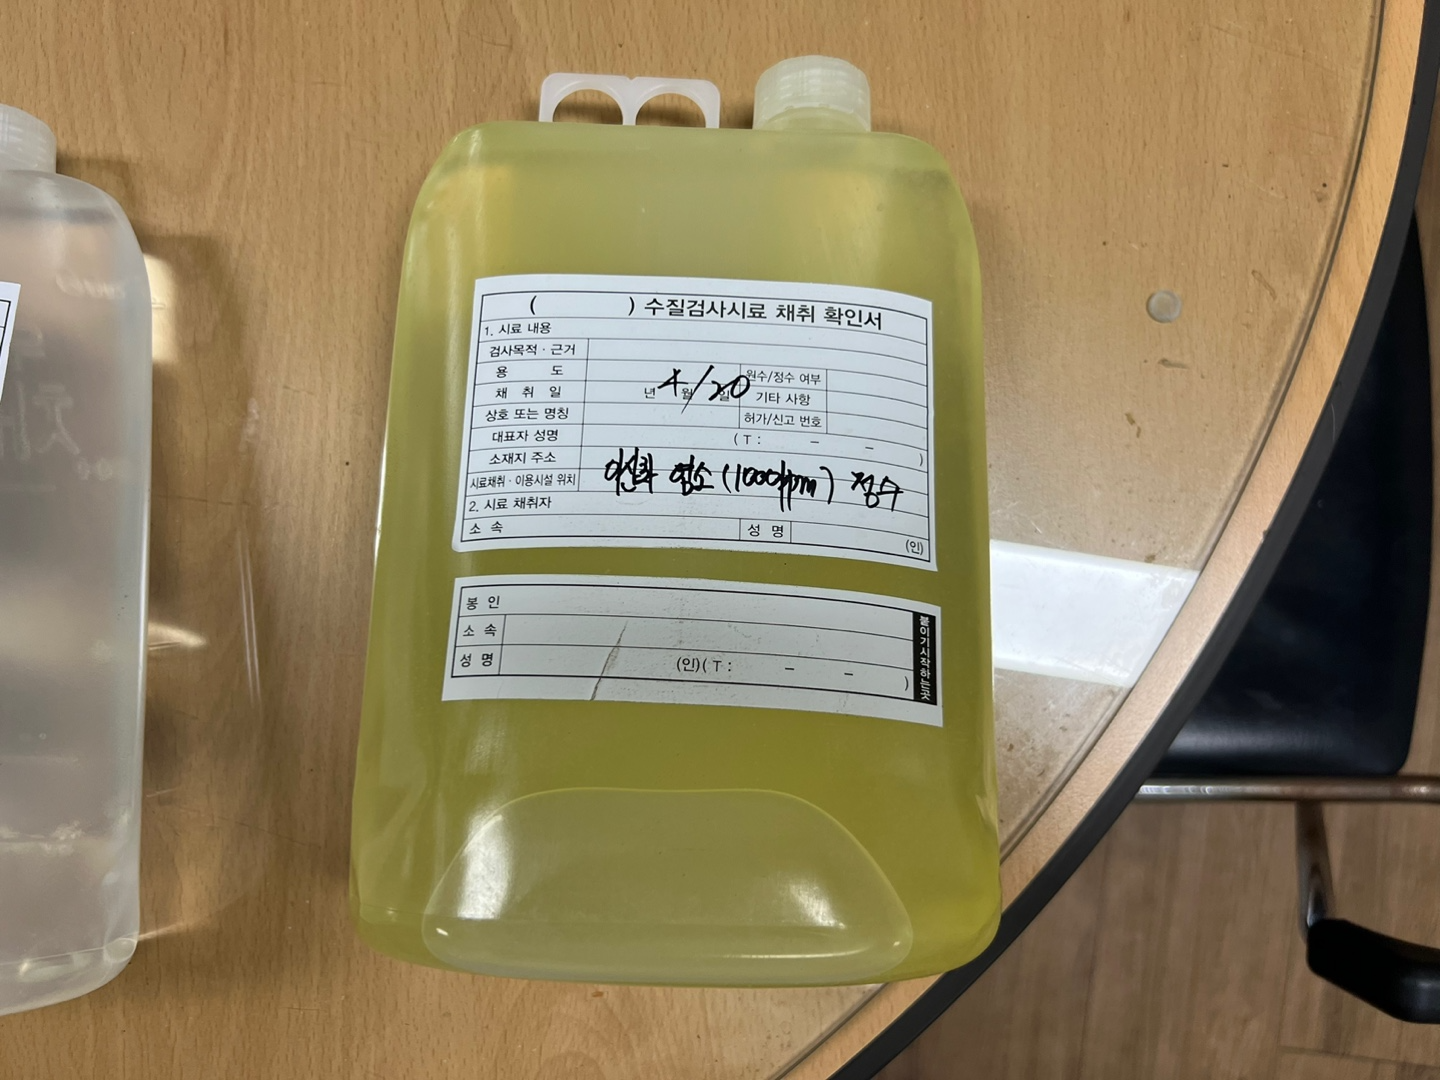 ( ) 수질검사시료 채취 확인서
1. 시료 내용
검사목적 · 근거
용 도 원수/정수 여부
채 취 일 년 월 일 4/20 기타 사항
상호 또는 명칭 허가/신고 번호
대표자 성명 ( T : - - )
소재지 주소
시료채취 · 이용시설 위치 이산화 염소 (1000ppm) 정수
2. 시료 채취자
소 속 성 명 (인)
봉 인
소 속
성 명 (인) ( T : - - )
붙이기시작하는곳